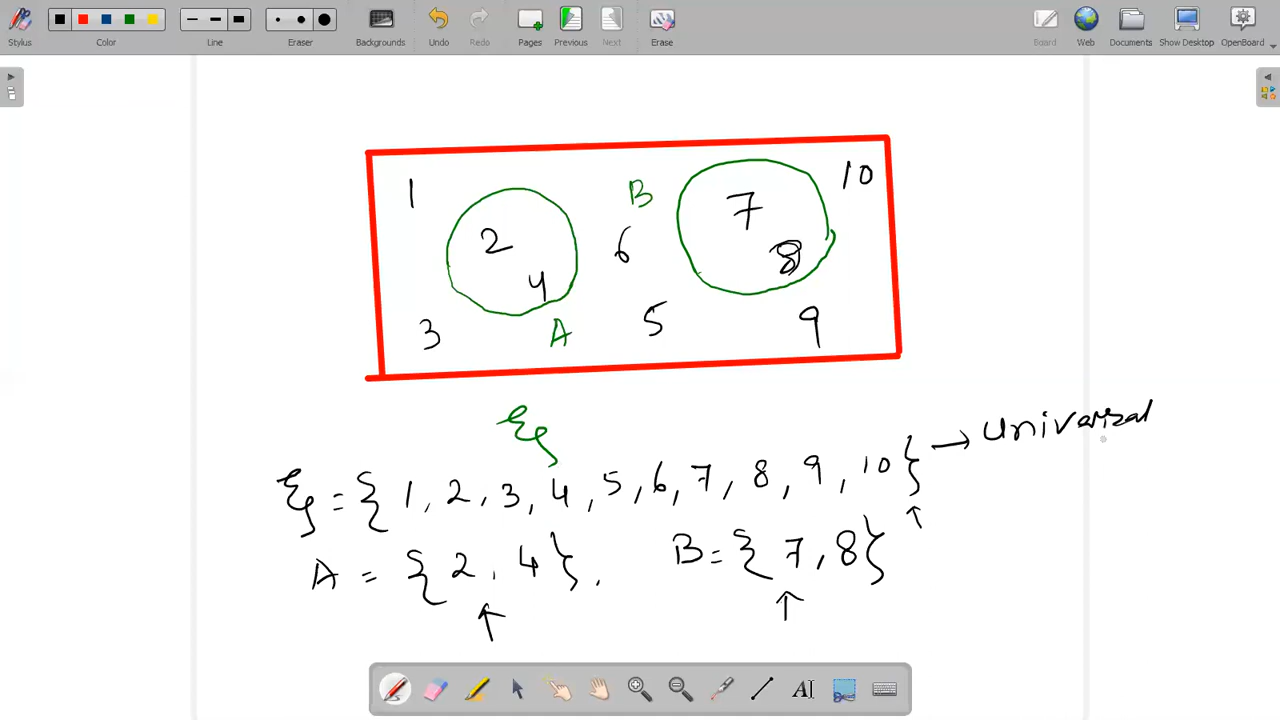 Stylus Color Line Eraser Backgrounds Undo Redo Pages Previous Next Erase Board Web Documents Show Desktop OpenBoard
1 B 7 10
2 6 8
4
3 A 5 9
ξ
ξ = { 1, 2, 3, 4, 5, 6, 7, 8, 9, 10 } → Universal
A = { 2, 4 }, B = { 7, 8 }